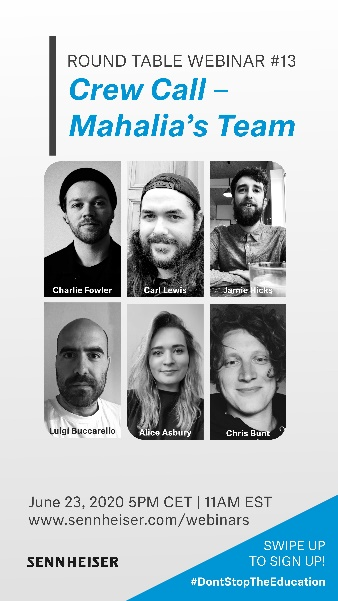 ROUND TABLE WEBINAR #13
Crew Call –
Mahalia's Team
Charlie Fowler
Carl Lewis
Jamie Hicks
Luigi Buccarello
Alice Asbury
Chris Bunt
June 23, 2020 5PM CET | 11AM EST
www.sennheiser.com/webinars
SENNHEISER
SWIPE UP
TO SIGN UP!
#DontStopTheEducation